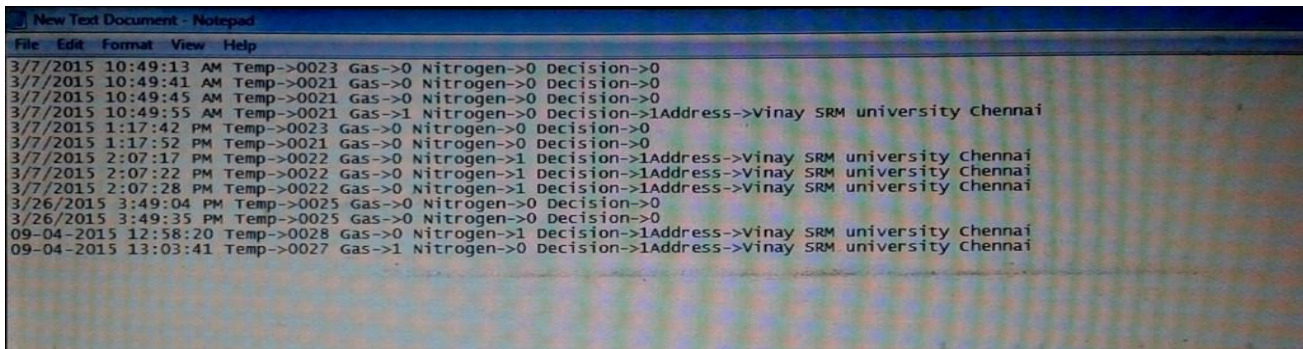 New Text Document - Notepad
File Edit Format View Help
3/7/2015 10:49:13 AM Temp->0023 Gas->0 Nitrogen->0 Decision->0
3/7/2015 10:49:41 AM Temp->0021 Gas->0 Nitrogen->0 Decision->0
3/7/2015 10:49:45 AM Temp->0021 Gas->0 Nitrogen->0 Decision->0
3/7/2015 10:49:55 AM Temp->0021 Gas->1 Nitrogen->0 Decision->1Address->Vinay SRM university Chennai
3/7/2015 1:17:42 PM Temp->0023 Gas->0 Nitrogen->0 Decision->0
3/7/2015 1:17:52 PM Temp->0021 Gas->0 Nitrogen->0 Decision->0
3/7/2015 2:07:17 PM Temp->0022 Gas->0 Nitrogen->1 Decision->1Address->Vinay SRM university Chennai
3/7/2015 2:07:22 PM Temp->0022 Gas->0 Nitrogen->1 Decision->1Address->Vinay SRM university Chennai
3/7/2015 2:07:28 PM Temp->0022 Gas->0 Nitrogen->1 Decision->1Address->Vinay SRM university Chennai
3/26/2015 3:49:04 PM Temp->0025 Gas->0 Nitrogen->0 Decision->0
3/26/2015 3:49:35 PM Temp->0025 Gas->0 Nitrogen->0 Decision->0
09-04-2015 12:58:20 Temp->0028 Gas->0 Nitrogen->1 Decision->1Address->Vinay SRM university Chennai
09-04-2015 13:03:41 Temp->0027 Gas->1 Nitrogen->0 Decision->1Address->Vinay SRM university Chennai